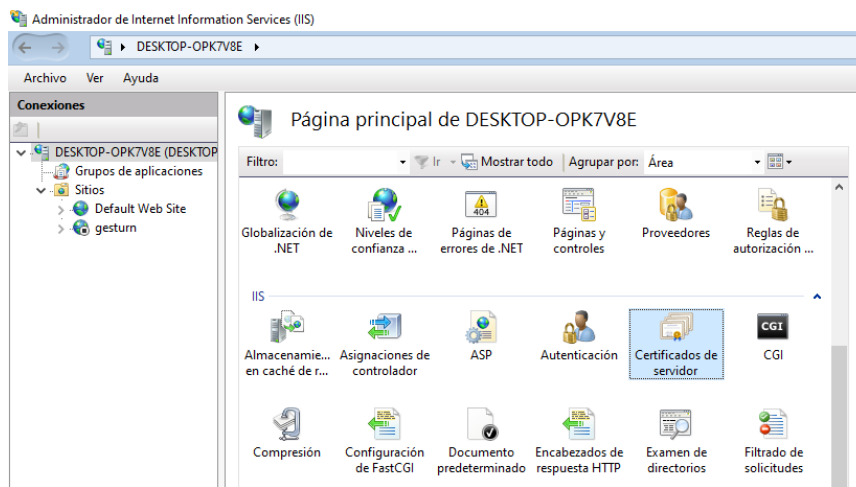 Administrador de Internet Information Services (IIS)
DESKTOP-OPK7V8E
Archivo Ver Ayuda
Conexiones
DESKTOP-OPK7V8E (DESKTOP
Grupos de aplicaciones
Sitios
Default Web Site
gesturn
Página principal de DESKTOP-OPK7V8E
Filtro: Ir Mostrar todo Agrupar por: Área
Globalización de .NET
Niveles de confianza ...
404
Páginas de errores de .NET
Páginas y controles
Proveedores
Reglas de autorización ...
IIS
Almacenamie... en caché de r...
Asignaciones de controlador
ASP
Autenticación
Certificados de servidor
CGI
CGI
Compresión
Configuración de FastCGI
Documento predeterminado
Encabezados de respuesta HTTP
Examen de directorios
Filtrado de solicitudes